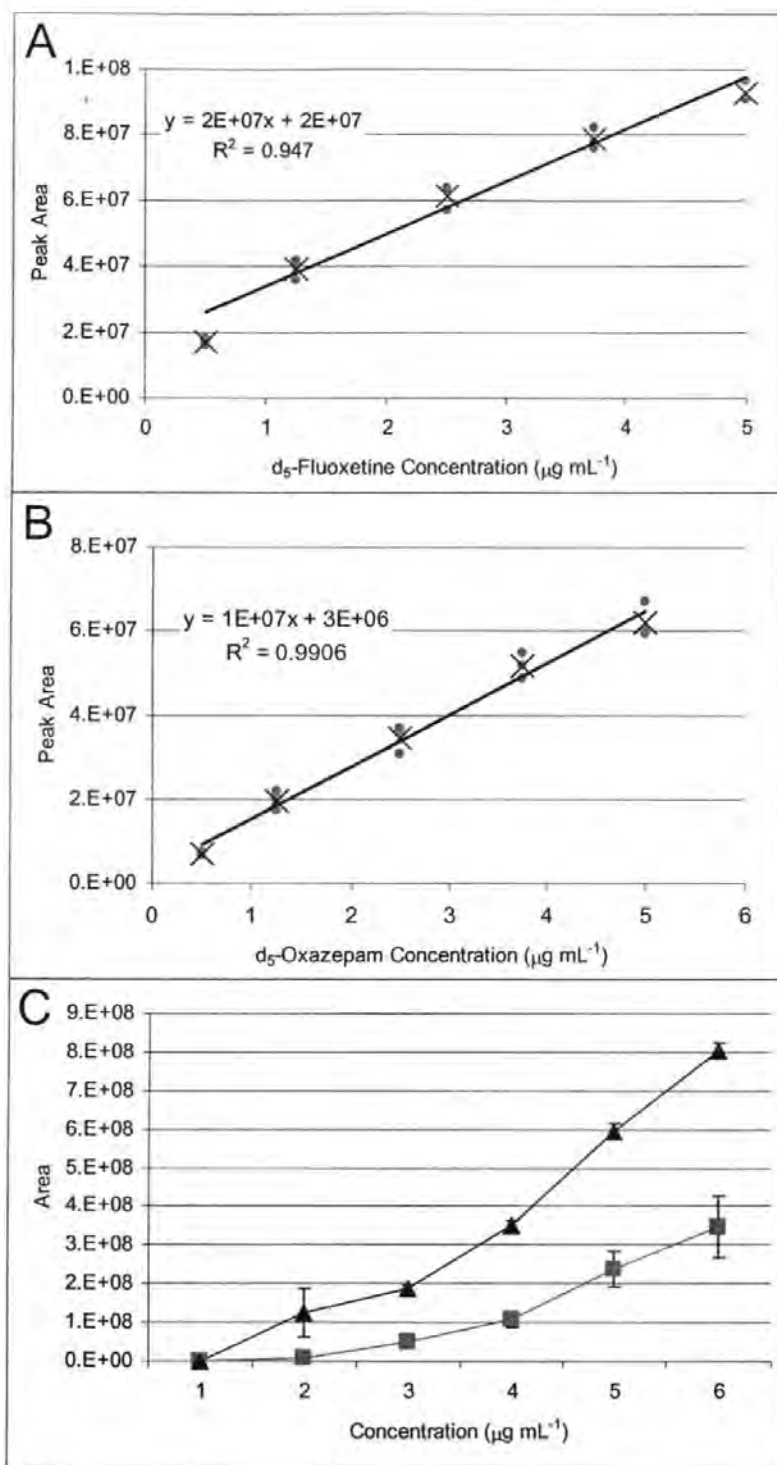 A
1.E+08
8.E+07
6.E+07
4.E+07
2.E+07
0.E+00
Peak Area
y = 2E+07x + 2E+07
R² = 0.947
0 1 2 3 4 5
d₅-Fluoxetine Concentration (µg mL⁻¹)
B
8.E+07
6.E+07
4.E+07
2.E+07
0.E+00
Peak Area
y = 1E+07x + 3E+06
R² = 0.9906
0 1 2 3 4 5 6
d₅-Oxazepam Concentration (µg mL⁻¹)
C
9.E+08
8.E+08
7.E+08
6.E+08
5.E+08
4.E+08
3.E+08
2.E+08
1.E+08
0.E+00
Area
1 2 3 4 5 6
Concentration (µg mL⁻¹)